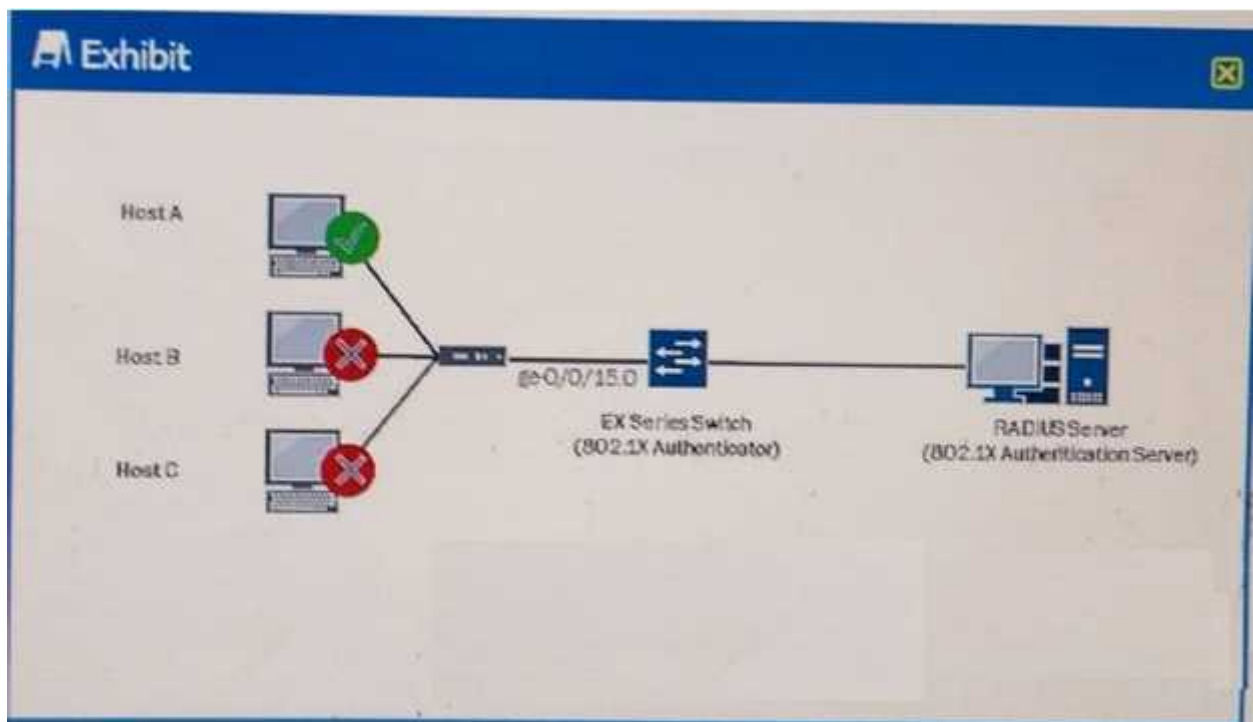 Exhibit
Host A
Host B
ge-0/0/15.0
EX Series Switch
(802.1X Authenticator)
RADIUS Server
(802.1X Authentication Server)
Host C